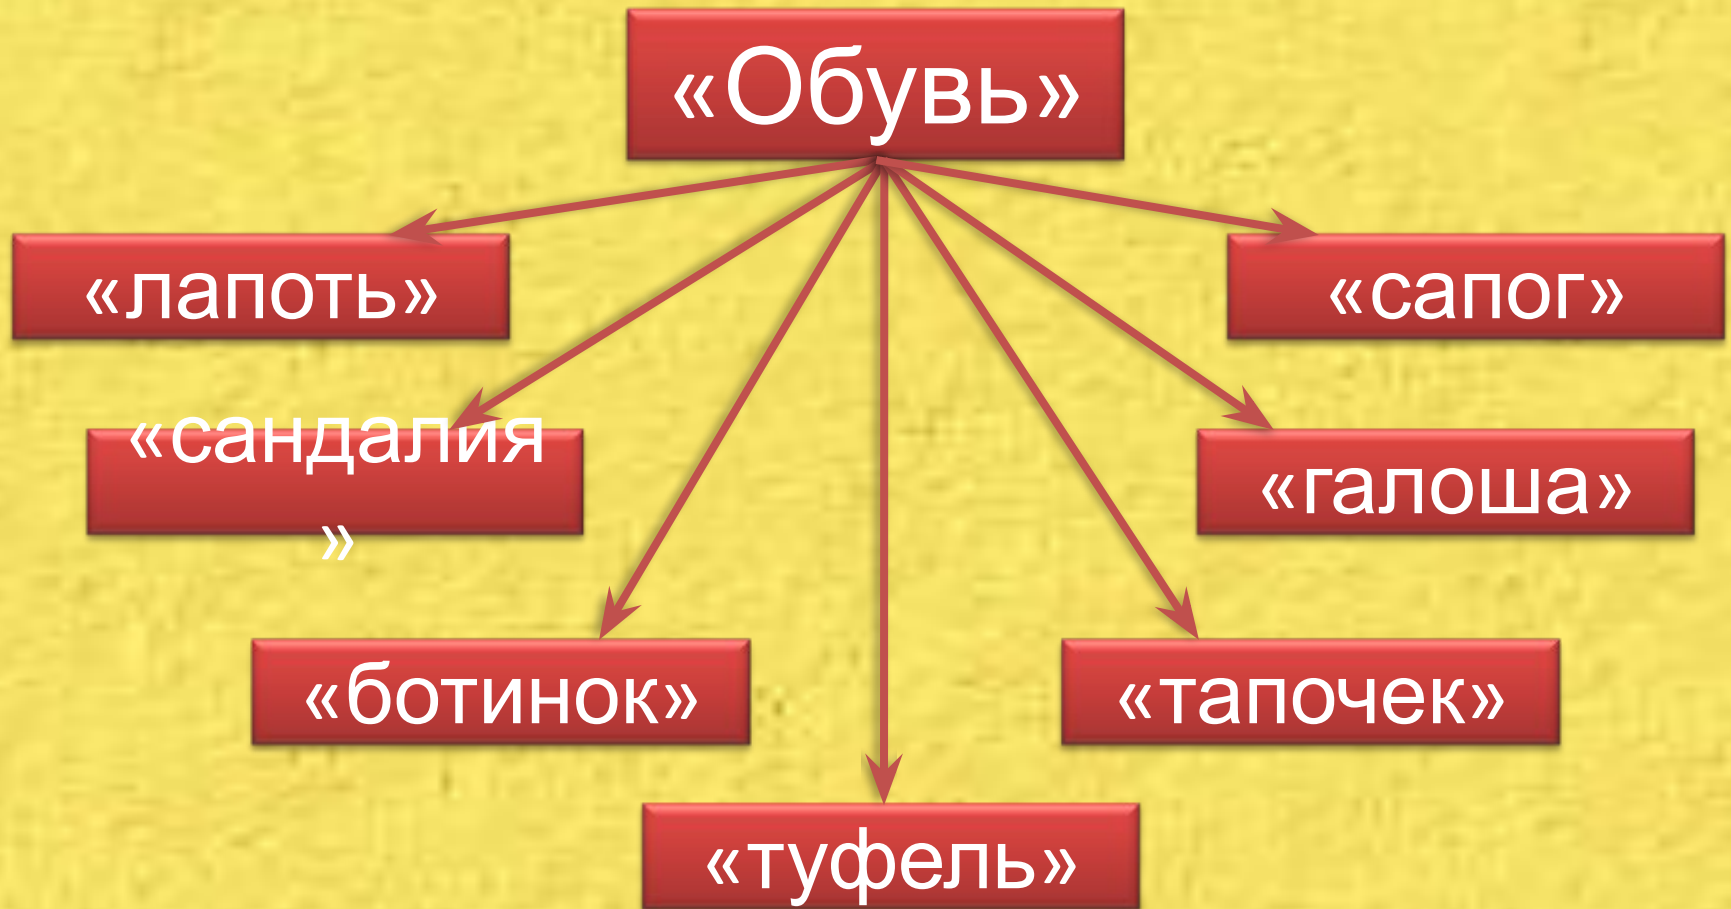 «Обувь»
«лапоть»
«сапог»
«сандалия
»
«галоша»
«ботинок»
«тапочек»
«туфель»